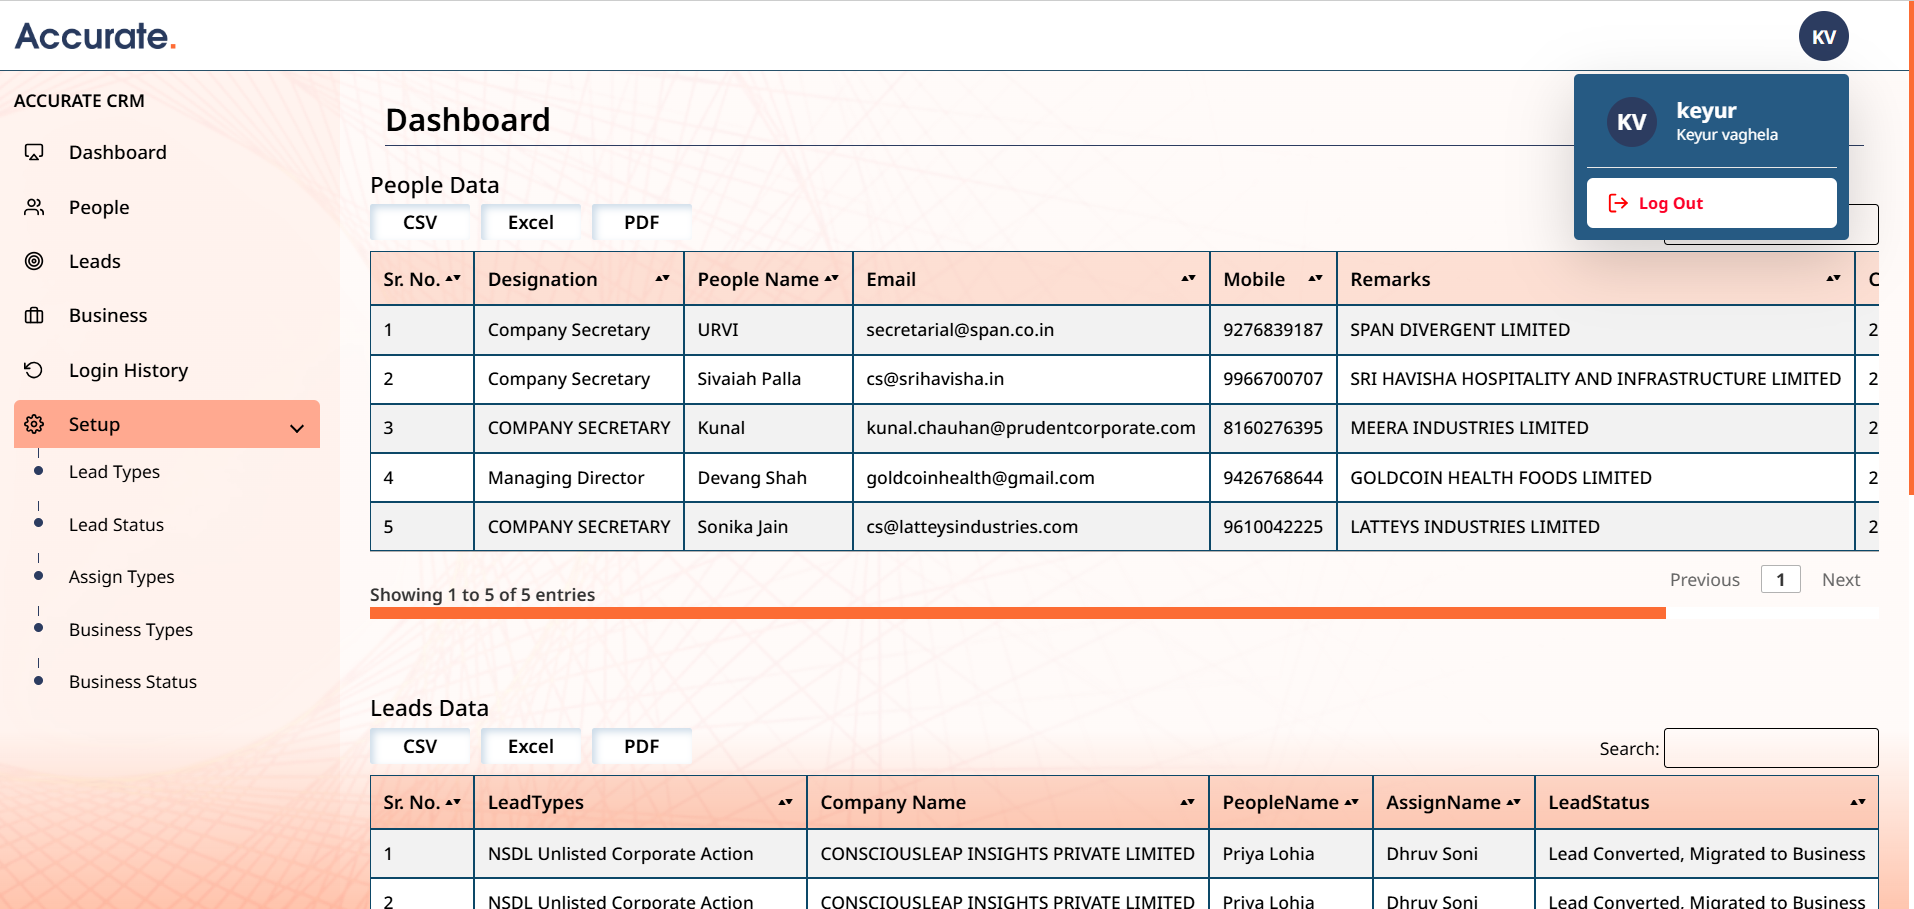 Accurate.
KV
ACCURATE CRM
Dashboard
People
Leads
Business
Login History
Setup
Lead Types
Lead Status
Assign Types
Business Types
Business Status
KV
keyur
Keyur vaghela
Log Out
Dashboard
People Data
CSV Excel PDF
Sr. No. Designation People Name Email Mobile Remarks
1 Company Secretary URVI secretarial@span.co.in 9276839187 SPAN DIVERGENT LIMITED 2
2 Company Secretary Sivaiah Palla cs@srihavisha.in 9966700707 SRI HAVISHA HOSPITALITY AND INFRASTRUCTURE LIMITED 2
3 COMPANY SECRETARY Kunal kunal.chauhan@prudentcorporate.com 8160276395 MEERA INDUSTRIES LIMITED 2
4 Managing Director Devang Shah goldcoinhealth@gmail.com 9426768644 GOLDCOIN HEALTH FOODS LIMITED 2
5 COMPANY SECRETARY Sonika Jain cs@latteysindustries.com 9610042225 LATTEYS INDUSTRIES LIMITED 2
Showing 1 to 5 of 5 entries
Previous 1 Next
Leads Data
CSV Excel PDF
Search:
Sr. No. LeadTypes Company Name PeopleName AssignName LeadStatus
1 NSDL Unlisted Corporate Action CONSCIOUSLEAP INSIGHTS PRIVATE LIMITED Priya Lohia Dhruv Soni Lead Converted, Migrated to Business
2 NSDL Unlisted Corporate Action CONSCIOUSLEAP INSIGHTS PRIVATE LIMITED Priya Lohia Dhruv Soni Lead Converted, Migrated to Business